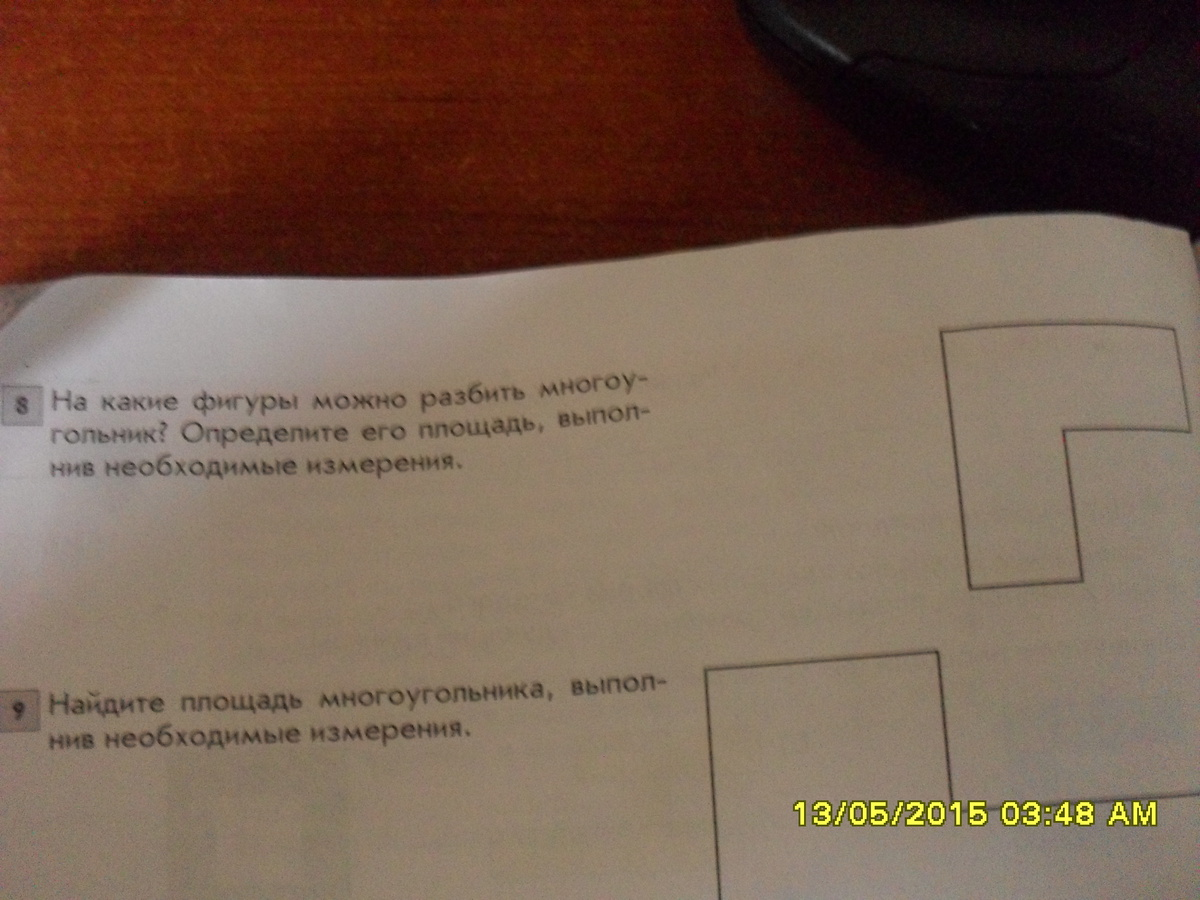 8 На какие фигуры можно разбить многоу-
гольник? Определите его площадь, выпол-
нив необходимые измерения.
9 Найдите площадь многоугольника, выпол-
нив необходимые измерения.
13/05/2015 03:48 AM